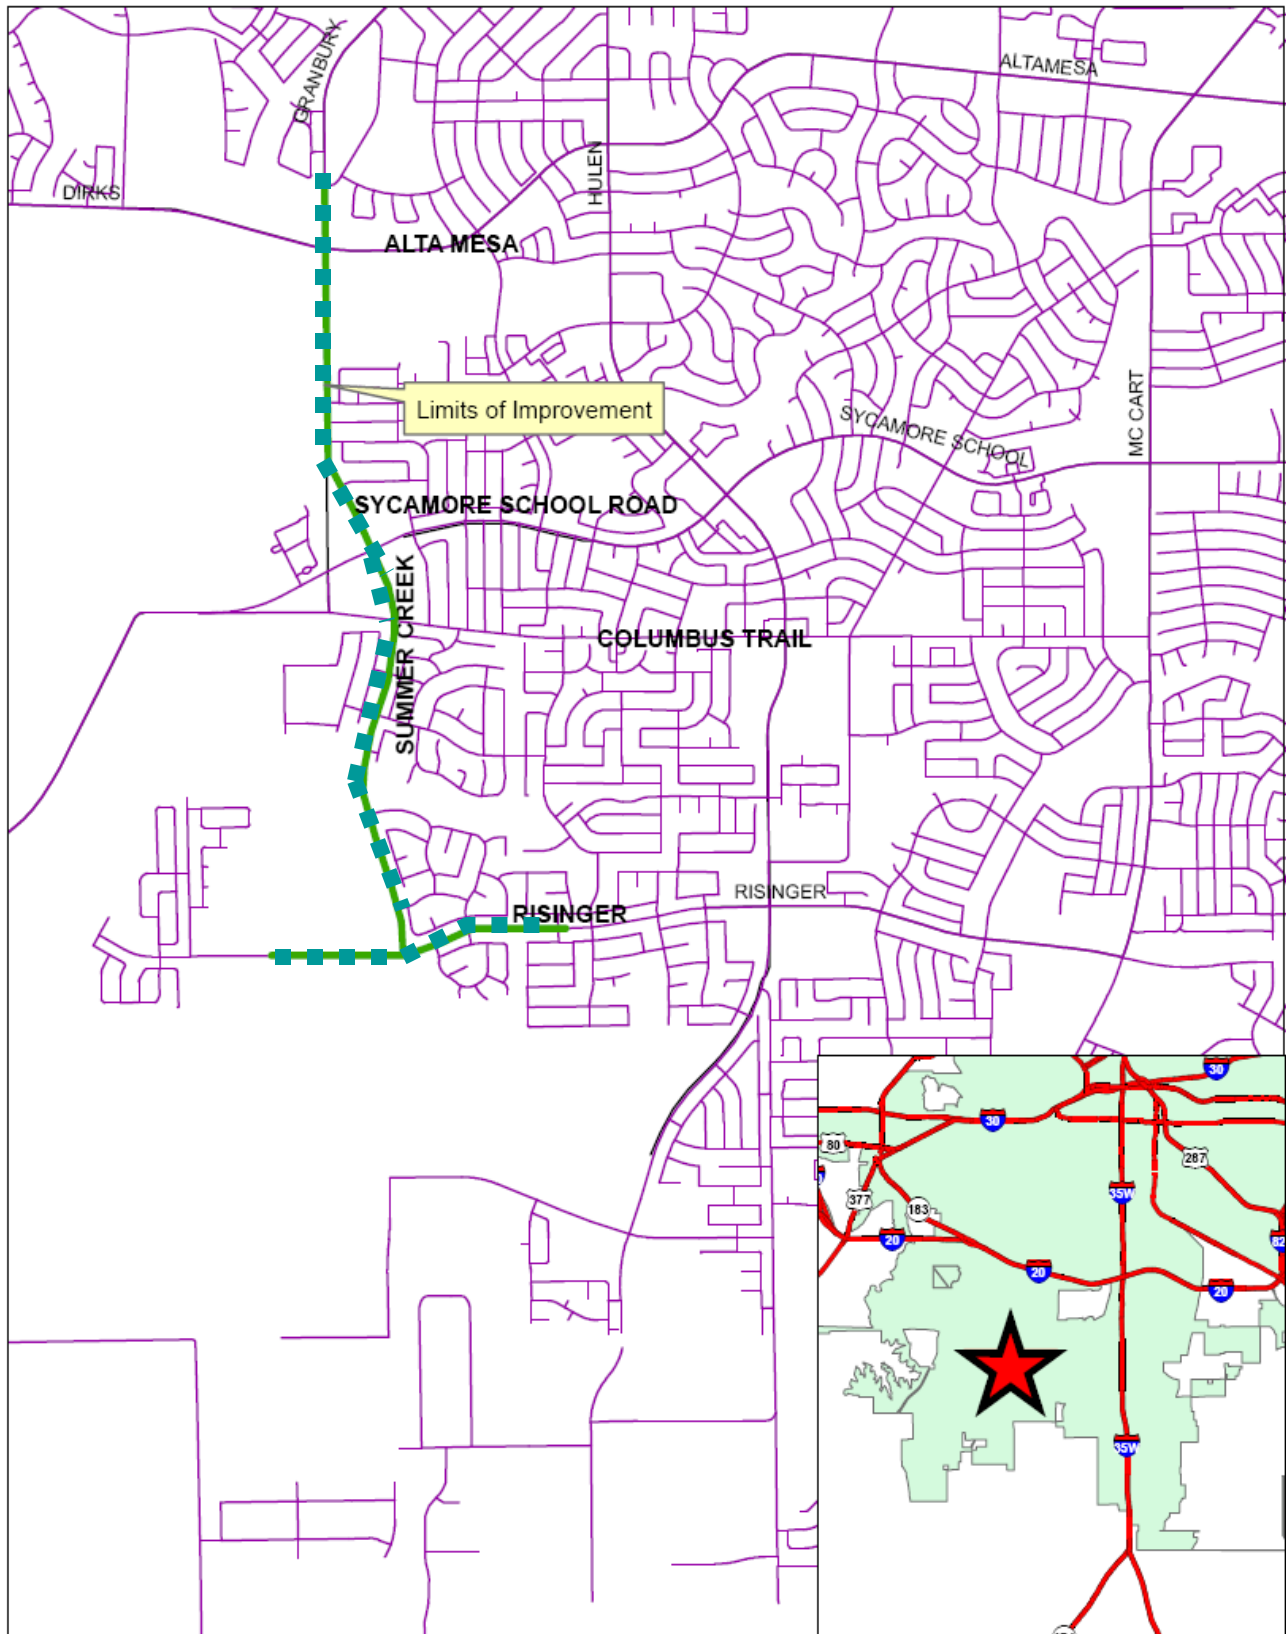 GRANBURY
ALTAMESA
HULEN
DIRKS
ALTA MESA
Limits of Improvement
MC CART
SYCAMORE SCHOOL
SYCAMORE SCHOOL ROAD
SUMMER CREEK
COLUMBUS TRAIL
RISINGER
RISINGER
30
30
80
287
377
183
35W
20
82
20
20
35W